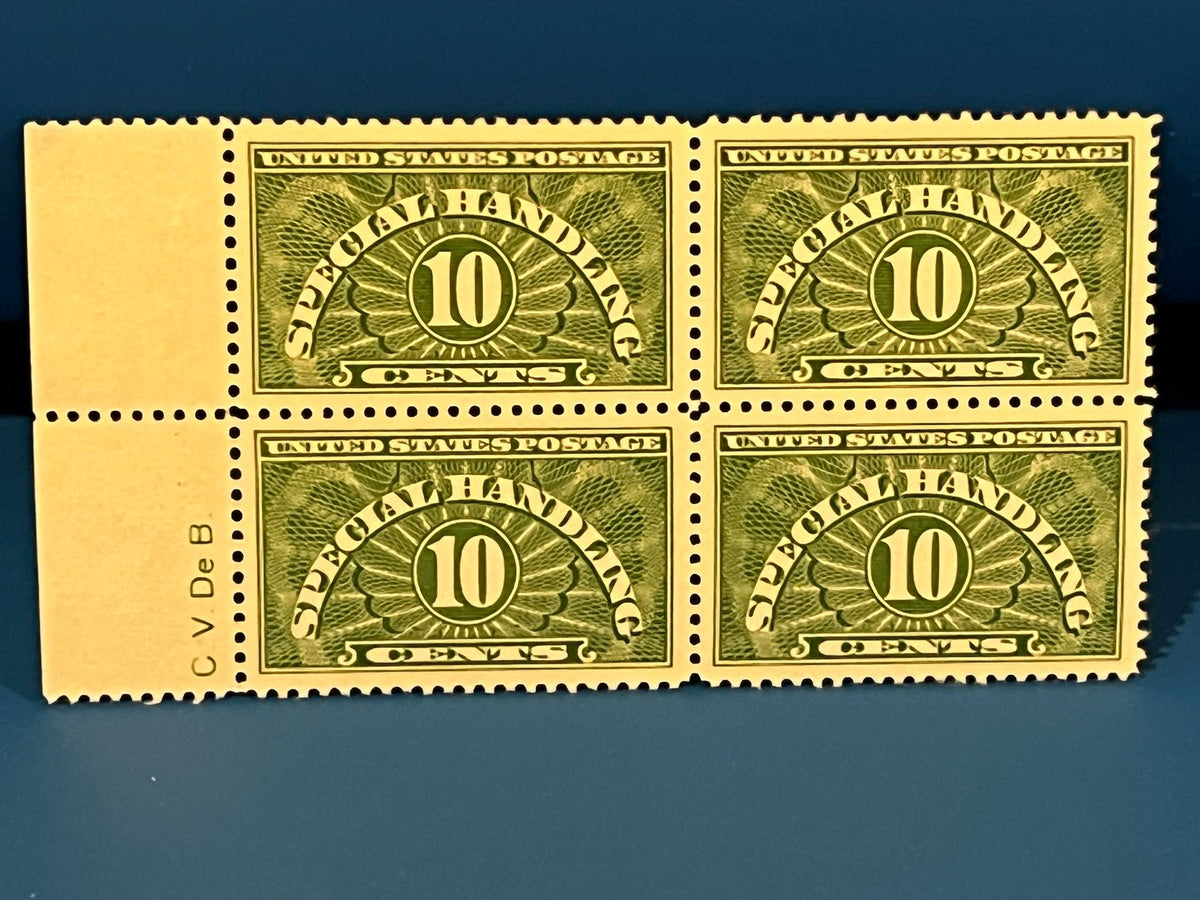 UNITED STATES POSTAGE
SPECIAL HANDLING
10
CENTS
UNITED STATES POSTAGE
SPECIAL HANDLING
10
CENTS
C V. De B.
UNITED STATES POSTAGE
SPECIAL HANDLING
10
CENTS
UNITED STATES POSTAGE
SPECIAL HANDLING
10
CENTS